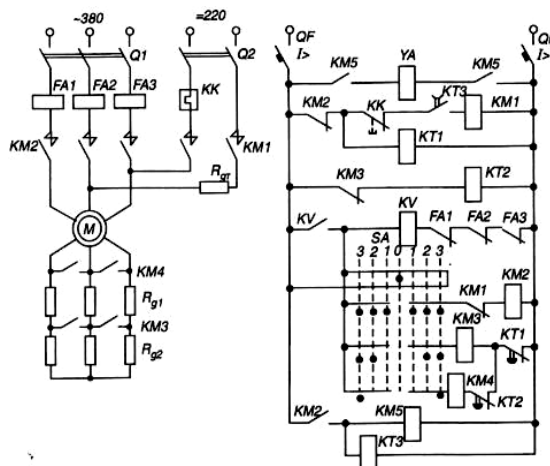 ~380
=220
Q1
Q2
FA1
FA2
FA3
KK
KM2
KM1
M
KM4
KM3
QF
I>
I>
KM5
YA
KM5
KM2
KK
KT3
KM1
KT1
KM3
KT2
KV
KV
FA1
FA2
FA3
SA
3 2 1 0 1 2 3
KM1
KM2
KM3
KT1
KM4
KT2
KM2
KM5
KT3
Rg1
Rg2